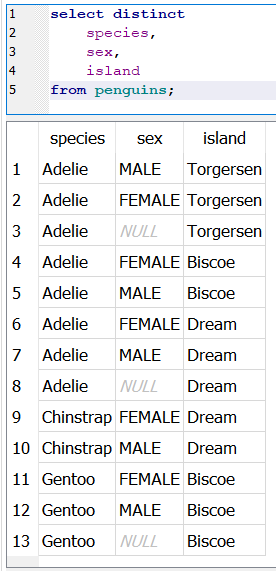 1 select distinct
2 species,
3 sex,
4 island
5 from penguins;
species sex island
1 Adelie MALE Torgersen
2 Adelie FEMALE Torgersen
3 Adelie NULL Torgersen
4 Adelie FEMALE Biscoe
5 Adelie MALE Biscoe
6 Adelie FEMALE Dream
7 Adelie MALE Dream
8 Adelie NULL Dream
9 Chinstrap FEMALE Dream
10 Chinstrap MALE Dream
11 Gentoo FEMALE Biscoe
12 Gentoo MALE Biscoe
13 Gentoo NULL Biscoe